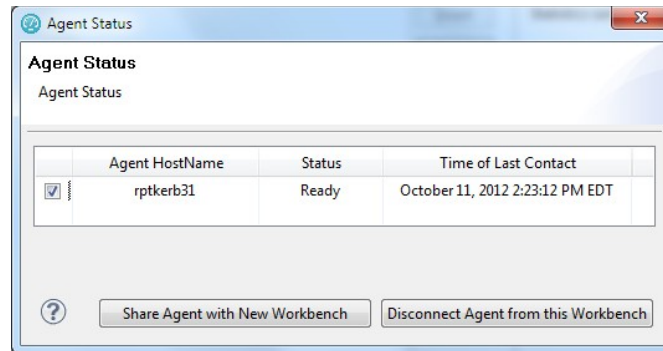 Agent Status
Agent Status
Agent Status
Agent HostName Status Time of Last Contact
rptkerb31 Ready October 11, 2012 2:23:12 PM EDT
? Share Agent with New Workbench Disconnect Agent from this Workbench